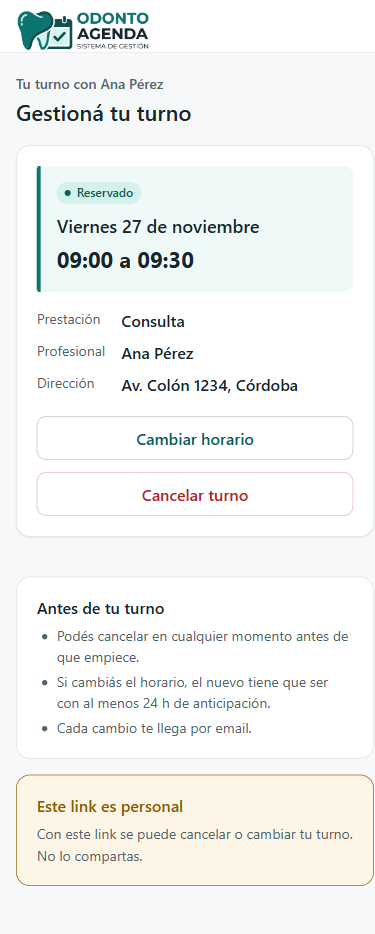 ODONTO
AGENDA
SISTEMA DE GESTIÓN
Tu turno con Ana Pérez
Gestioná tu turno
Reservado
Viernes 27 de noviembre
09:00 a 09:30
Prestación Consulta
Profesional Ana Pérez
Dirección Av. Colón 1234, Córdoba
Cambiar horario
Cancelar turno
Antes de tu turno
• Podés cancelar en cualquier momento antes de
que empiece.
• Si cambiás el horario, el nuevo tiene que ser
con al menos 24 h de anticipación.
• Cada cambio te llega por email.
Este link es personal
Con este link se puede cancelar o cambiar tu turno.
No lo compartas.